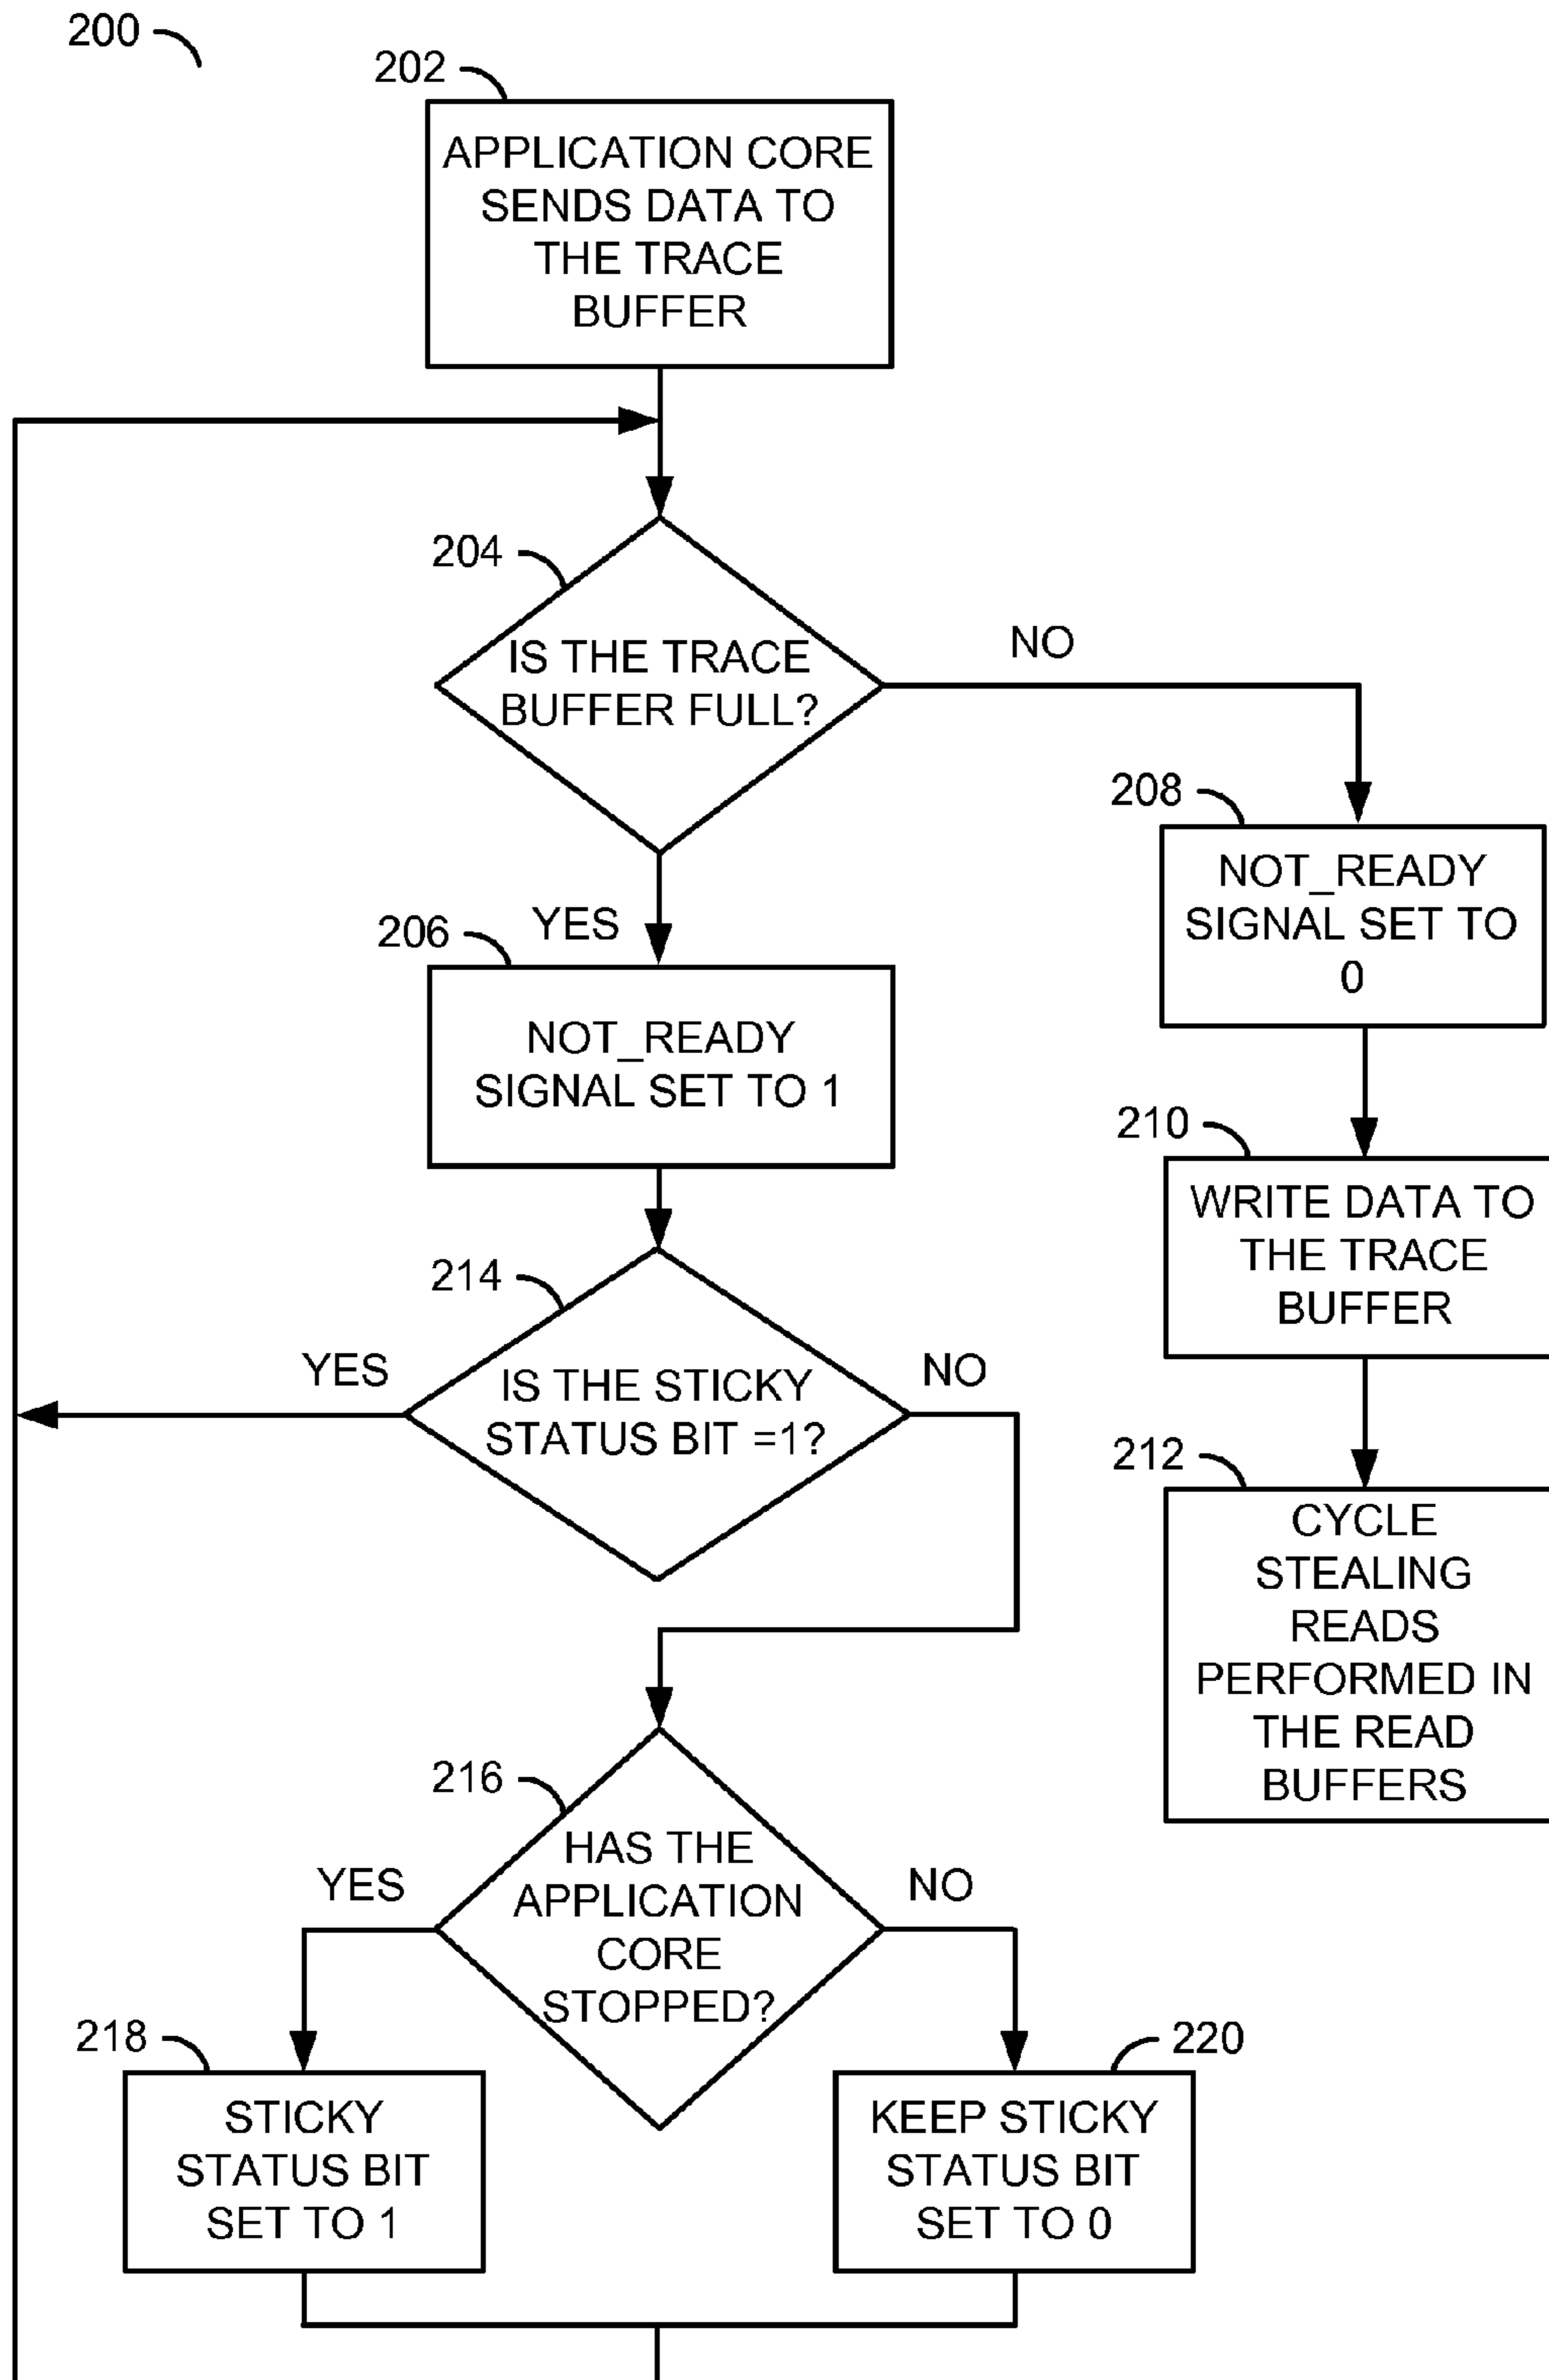 200
202
APPLICATION CORE
SENDS DATA TO
THE TRACE
BUFFER
204
IS THE TRACE
BUFFER FULL?
NO
208
NOT_READY
SIGNAL SET TO
0
YES
206
NOT_READY
SIGNAL SET TO 1
210
WRITE DATA TO
THE TRACE
BUFFER
214
YES
IS THE STICKY
STATUS BIT =1?
NO
212
CYCLE
STEALING
READS
PERFORMED IN
THE READ
BUFFERS
216
YES
HAS THE
APPLICATION
CORE
STOPPED?
NO
218
STICKY
STATUS BIT
SET TO 1
220
KEEP STICKY
STATUS BIT
SET TO 0